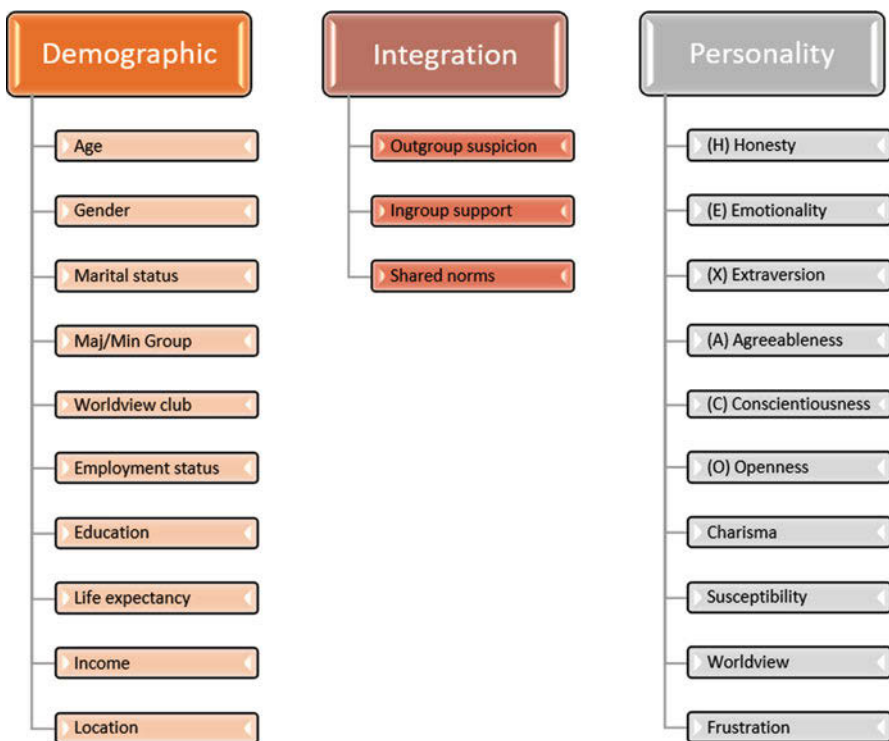 Demographic
Age
Gender
Marital status
Maj/Min Group
Worldview club
Employment status
Education
Life expectancy
Income
Location
Integration
Outgroup suspicion
Ingroup support
Shared norms
Personality
(H) Honesty
(E) Emotionality
(X) Extraversion
(A) Agreeableness
(C) Conscientiousness
(O) Openness
Charisma
Susceptibility
Worldview
Frustration